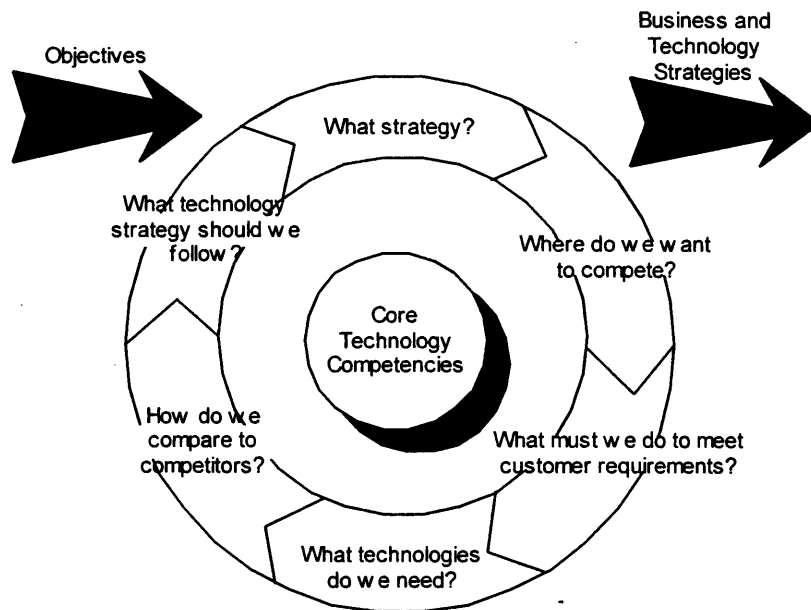 Objectives
Business and
Technology
Strategies
What strategy?
Where do we want
to compete?
What must we do to meet
customer requirements?
What technologies
do we need?
How do we
compare to
competitors?
What technology
strategy should we
follow?
Core
Technology
Competencies